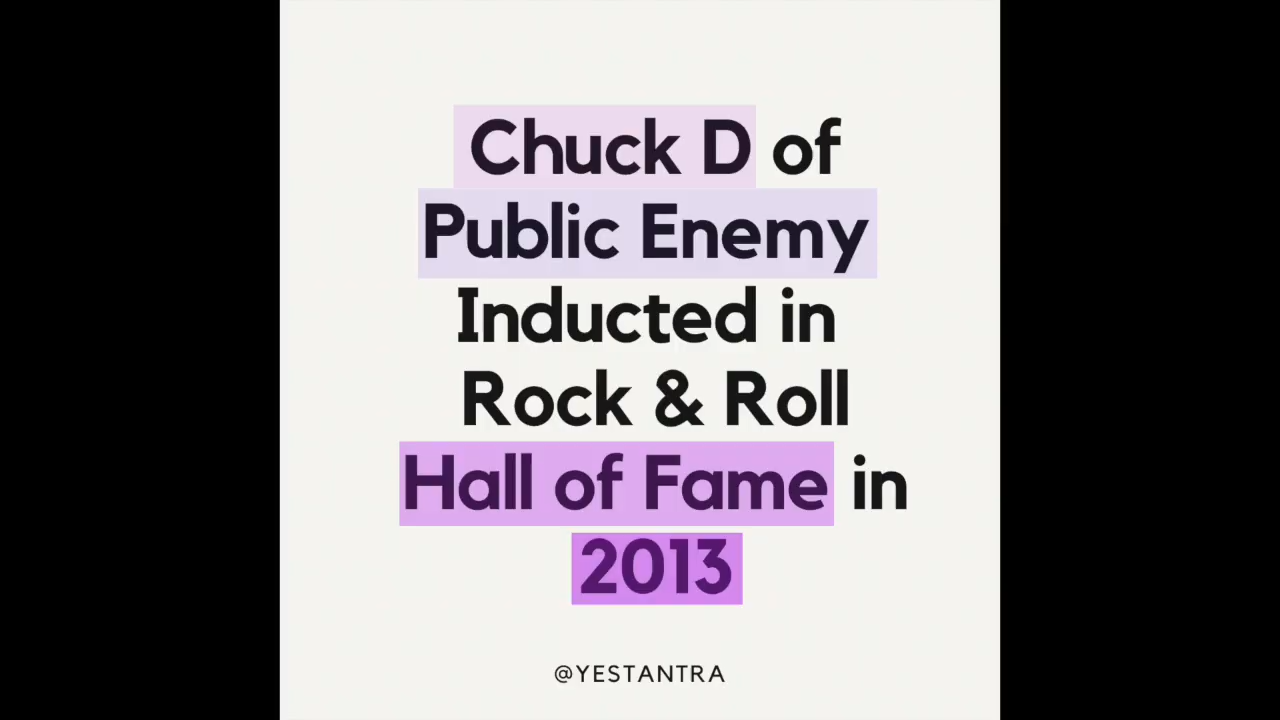 Chuck D of
Public Enemy
Inducted in
Rock & Roll
Hall of Fame in
2013
@YESTANTRA